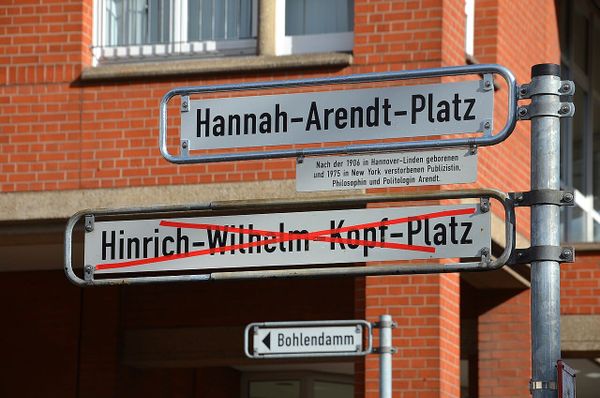 Hannah-Arendt-Platz
Nach der 1906 in Hannover-Linden geborenen
und 1975 in New York verstorbenen Publizistin,
Philosophin und Politologin Arendt.
Hinrich-Wilhelm-Kopf-Platz
Bohlendamm